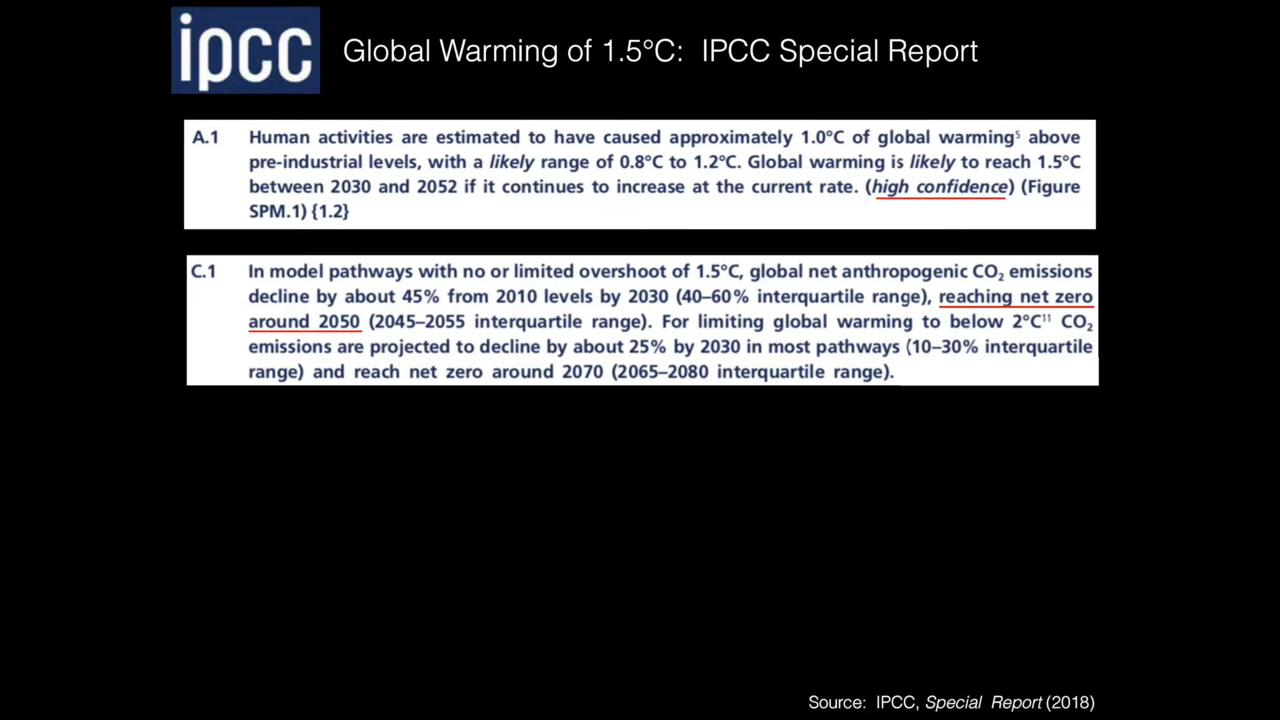 ipcc
Global Warming of 1.5°C: IPCC Special Report
A.1 Human activities are estimated to have caused approximately 1.0°C of global warming⁵ above
pre-industrial levels, with a likely range of 0.8°C to 1.2°C. Global warming is likely to reach 1.5°C
between 2030 and 2052 if it continues to increase at the current rate. (high confidence) (Figure
SPM.1) {1.2}
C.1 In model pathways with no or limited overshoot of 1.5°C, global net anthropogenic CO₂ emissions
decline by about 45% from 2010 levels by 2030 (40–60% interquartile range), reaching net zero
around 2050 (2045–2055 interquartile range). For limiting global warming to below 2°C¹¹ CO₂
emissions are projected to decline by about 25% by 2030 in most pathways (10–30% interquartile
range) and reach net zero around 2070 (2065–2080 interquartile range).
Source: IPCC, Special Report (2018)